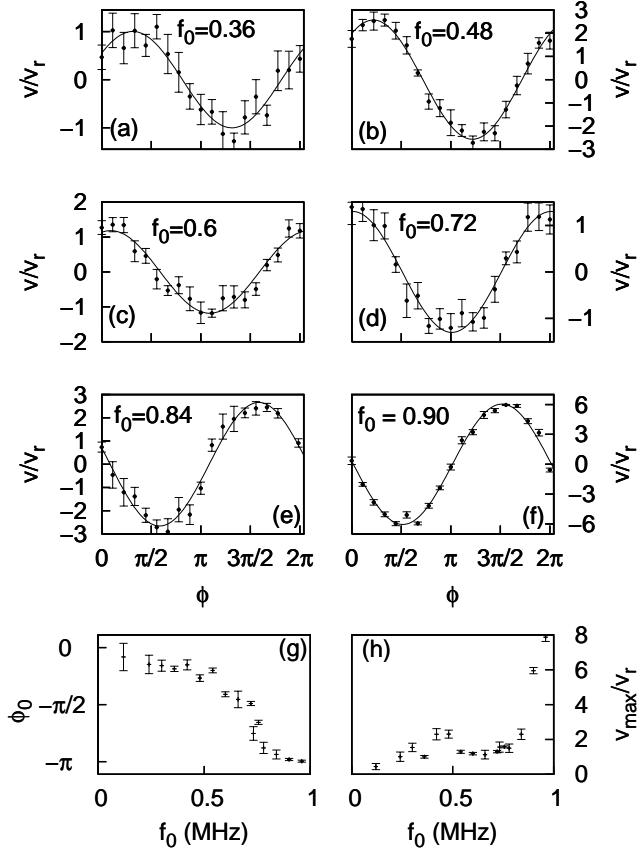 f0=0.36
1
0
−1
v/vr
(a)
f0=0.48
3
2
1
0
−1
−2
−3
v/vr
(b)
f0=0.6
2
1
0
−1
−2
v/vr
(c)
f0=0.72
1
0
−1
v/vr
(d)
f0=0.84
3
2
1
0
−1
−2
−3
v/vr
(e)
0 π/2 π 3π/2 2π
ϕ
f0 = 0.90
6
3
0
−3
−6
v/vr
(f)
0 π/2 π 3π/2 2π
ϕ
(g)
0
−π/2
−π
ϕ0
0 0.5 1
f0 (MHz)
(h)
8
6
4
2
0
vmax/vr
0 0.5 1
f0 (MHz)